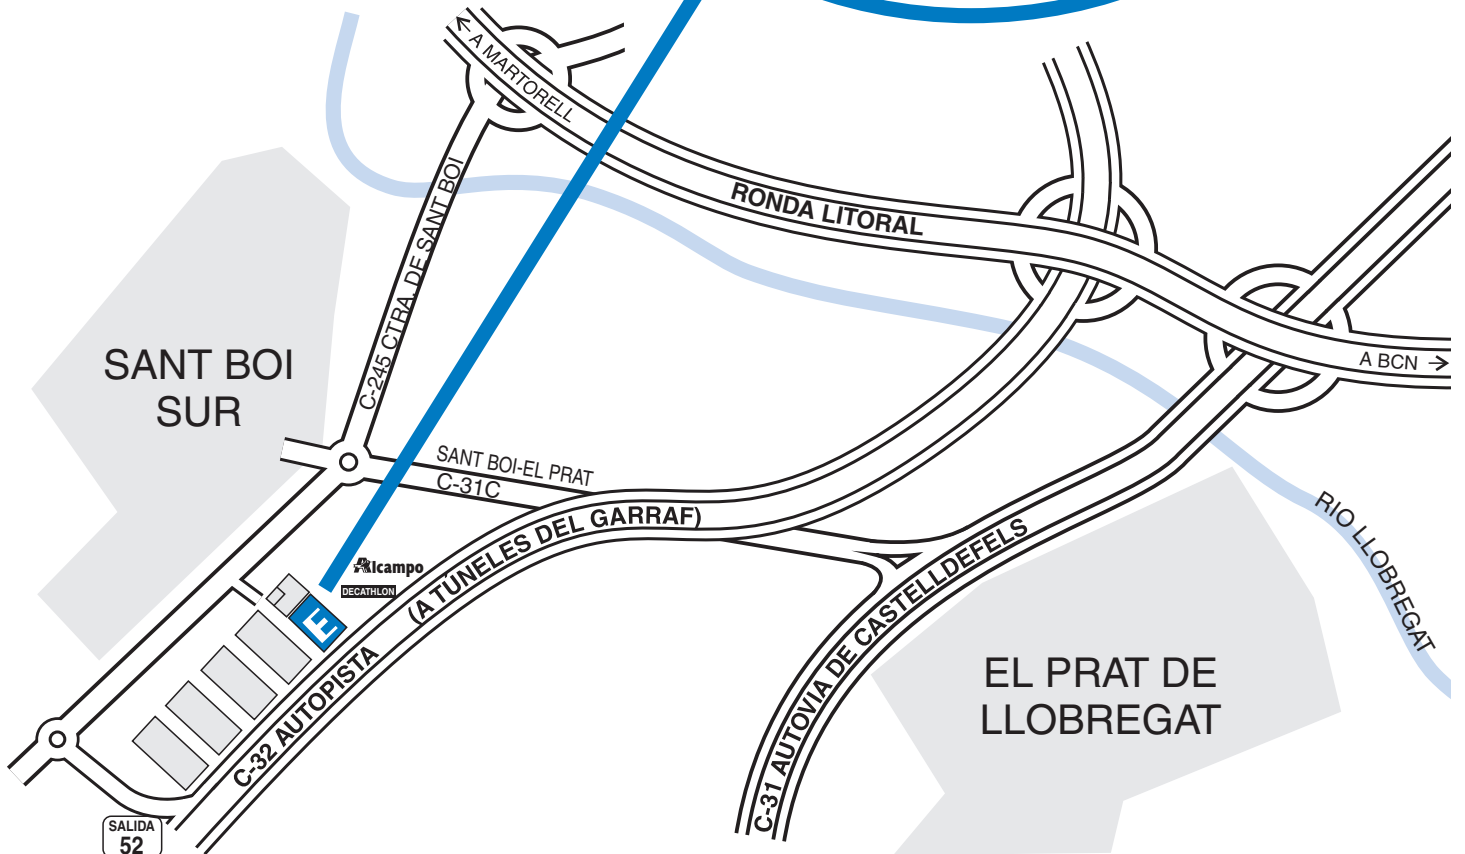 ← A MARTORELL
RONDA LITORAL
A BCN →
C-245 CTRA. DE SANT BOI
SANT BOI
SUR
SANT BOI-EL PRAT
C-31C
Alcampo
DECATHLON
E
C-32 AUTOPISTA (A TÚNELES DEL GARRAF)
C-31 AUTOVIA DE CASTELLDEFELS
RIO LLOBREGAT
EL PRAT DE
LLOBREGAT
SALIDA
52